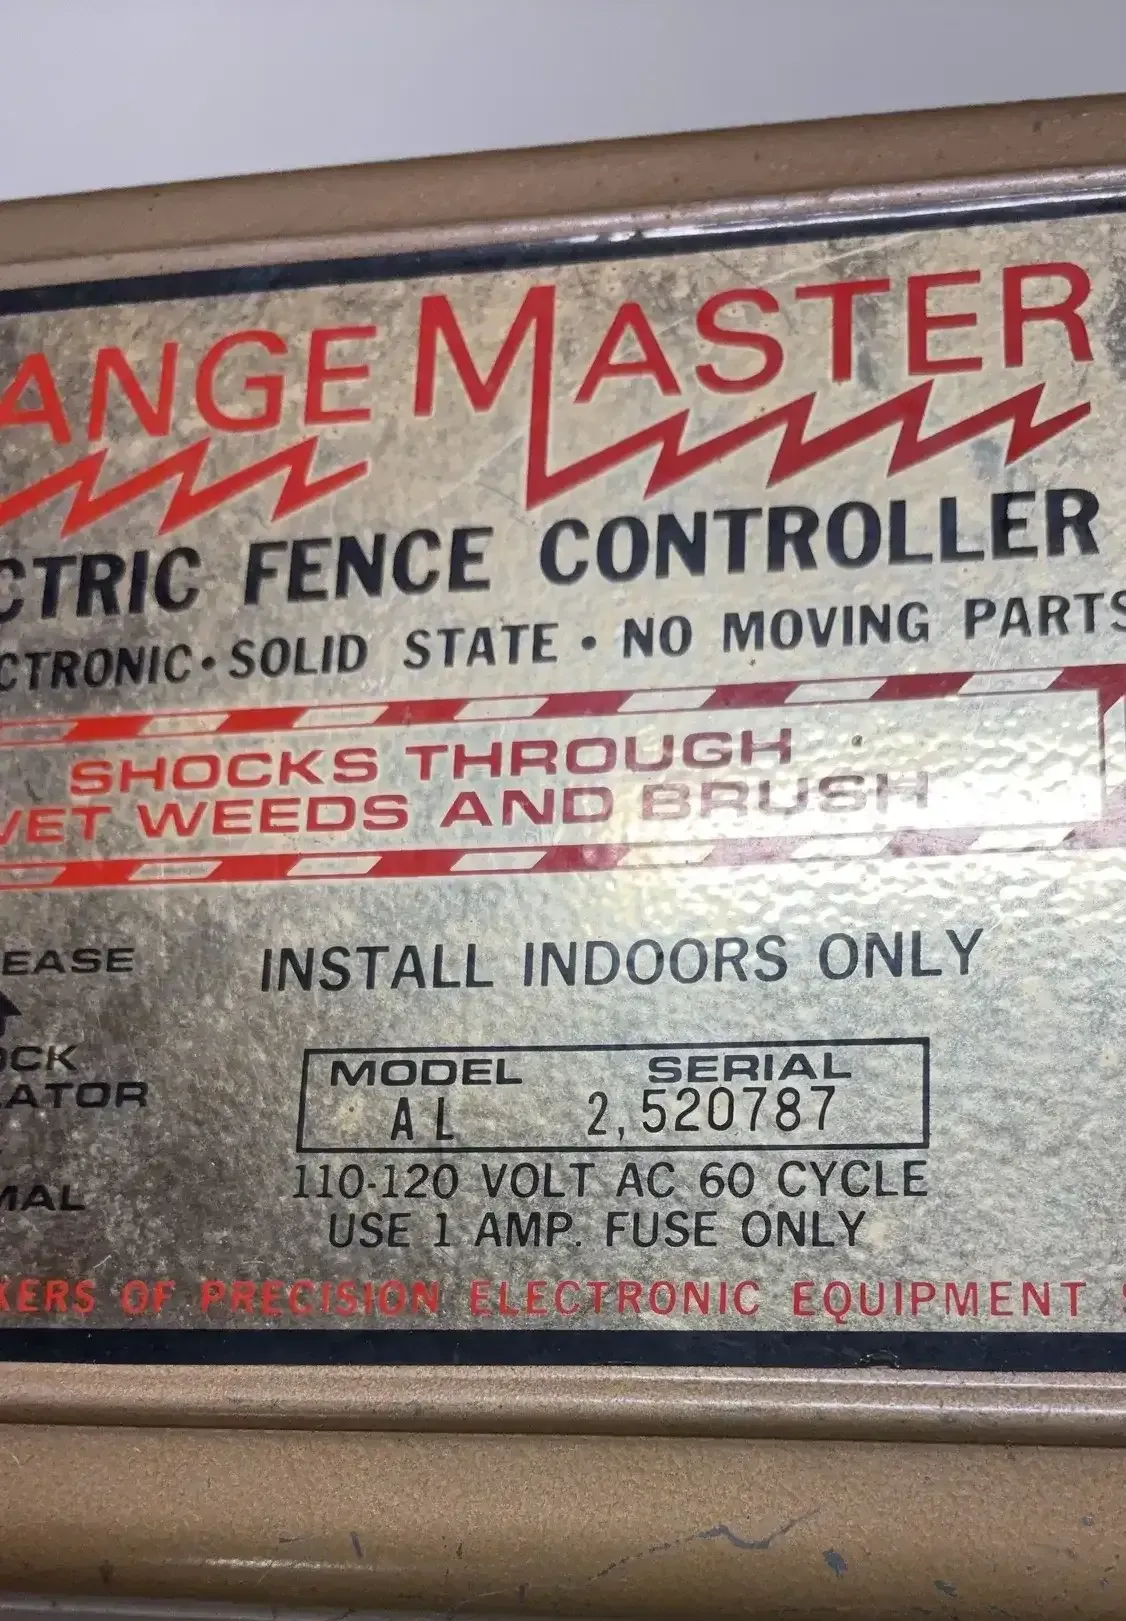 ANGE MASTER
CTRIC FENCE CONTROLLER
CTRONIC • SOLID STATE • NO MOVING PARTS
SHOCKS THROUGH
WET WEEDS AND BRUSH
EASE
INSTALL INDOORS ONLY
OCK
ATOR
MODEL SERIAL
AL 2,520787
MAL
110-120 VOLT AC 60 CYCLE
USE 1 AMP. FUSE ONLY
KERS OF PRECISION ELECTRONIC EQUIPMENT